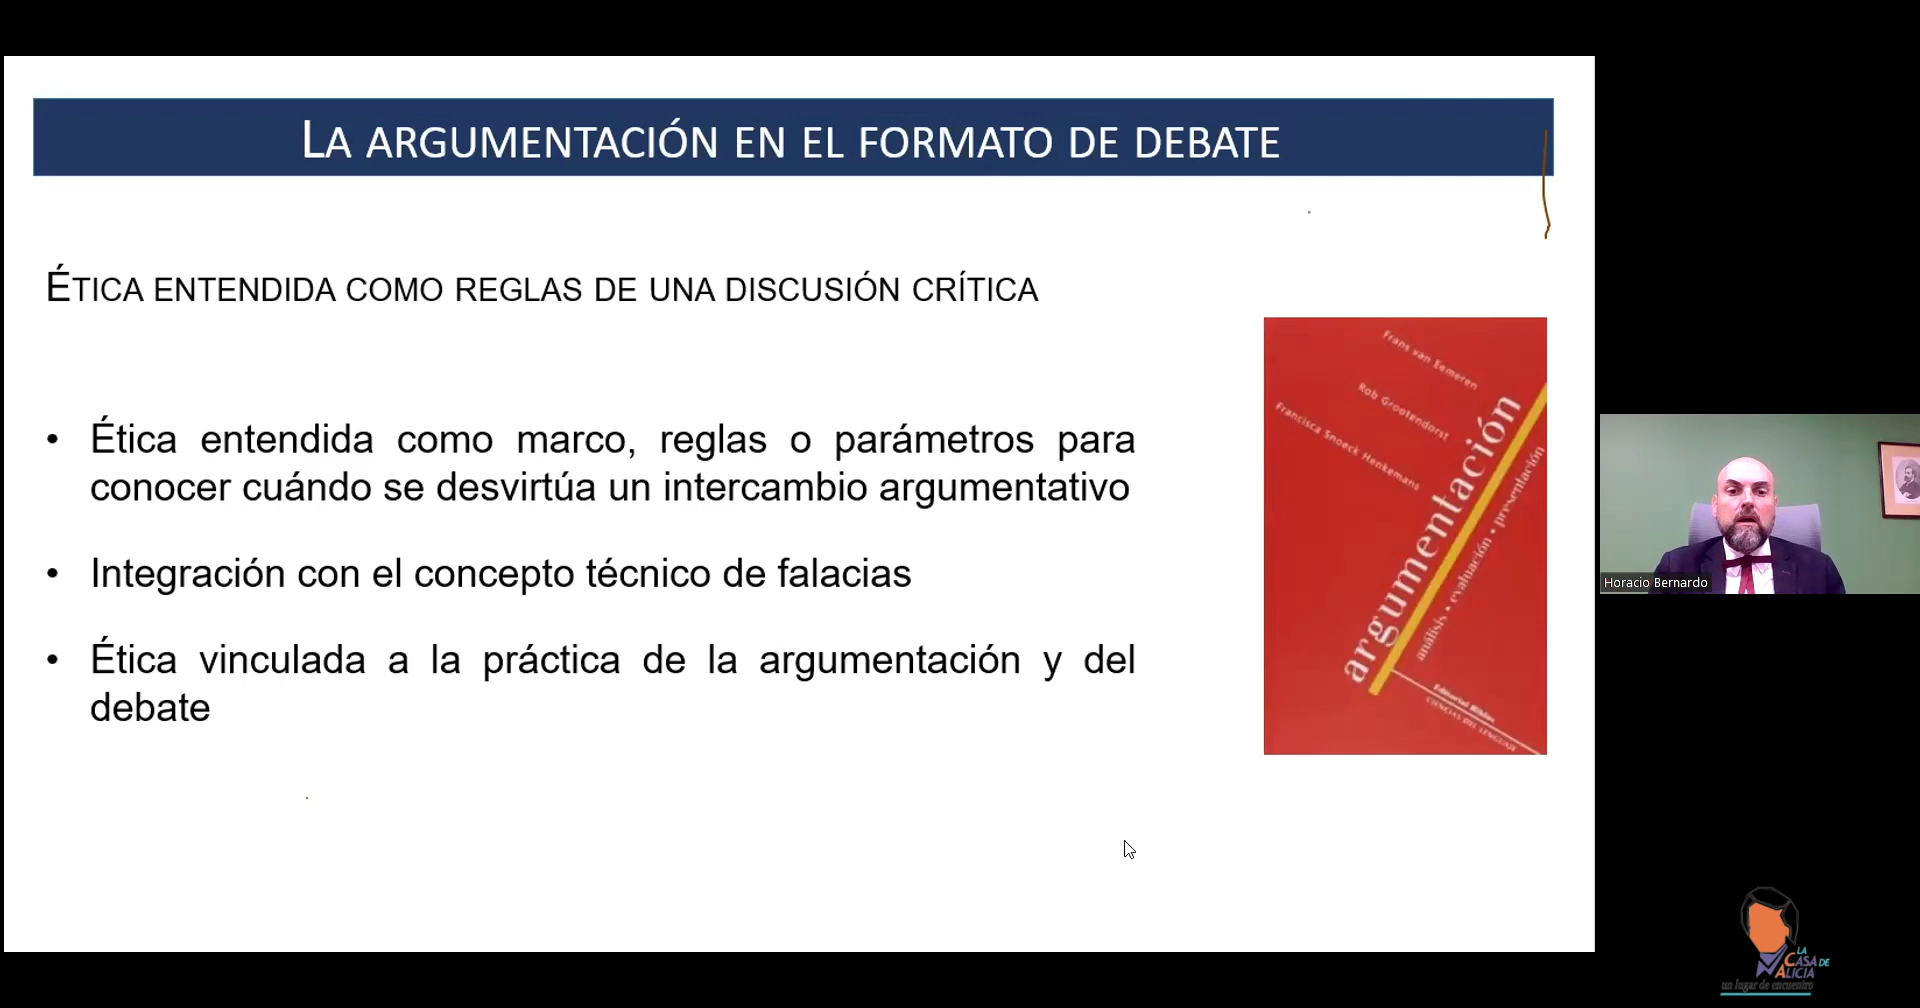 LA ARGUMENTACIÓN EN EL FORMATO DE DEBATE
ÉTICA ENTENDIDA COMO REGLAS DE UNA DISCUSIÓN CRÍTICA
• Ética entendida como marco, reglas o parámetros para
conocer cuándo se desvirtúa un intercambio argumentativo
• Integración con el concepto técnico de falacias
• Ética vinculada a la práctica de la argumentación y del
debate
Frans van Eemeren
Rob Grootendorst
Francisca Snoeck Henkemans
argumentación
análisis • evaluación • presentación
Editorial Biblos
CIENCIAS DEL LENGUAJE
Horacio Bernardo
LA
CASA DE
ALICIA
un lugar de encuentro